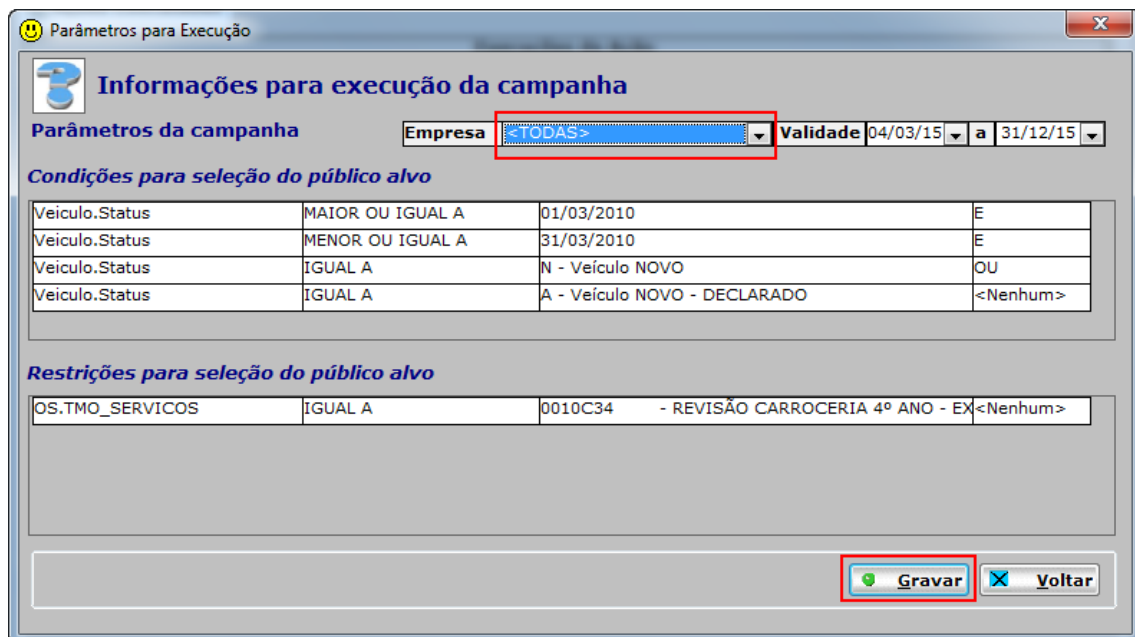 Parâmetros para Execução
Informações para execução da campanha
Parâmetros da campanha Empresa <TODAS> Validade 04/03/15 a 31/12/15
Condições para seleção do público alvo
Veiculo.Status MAIOR OU IGUAL A 01/03/2010 E
Veiculo.Status MENOR OU IGUAL A 31/03/2010 E
Veiculo.Status IGUAL A N - Veículo NOVO OU
Veiculo.Status IGUAL A A - Veículo NOVO - DECLARADO <Nenhum>
Restrições para seleção do público alvo
OS.TMO_SERVICOS IGUAL A 0010C34 - REVISÃO CARROCERIA 4º ANO - EX <Nenhum>
Gravar Voltar